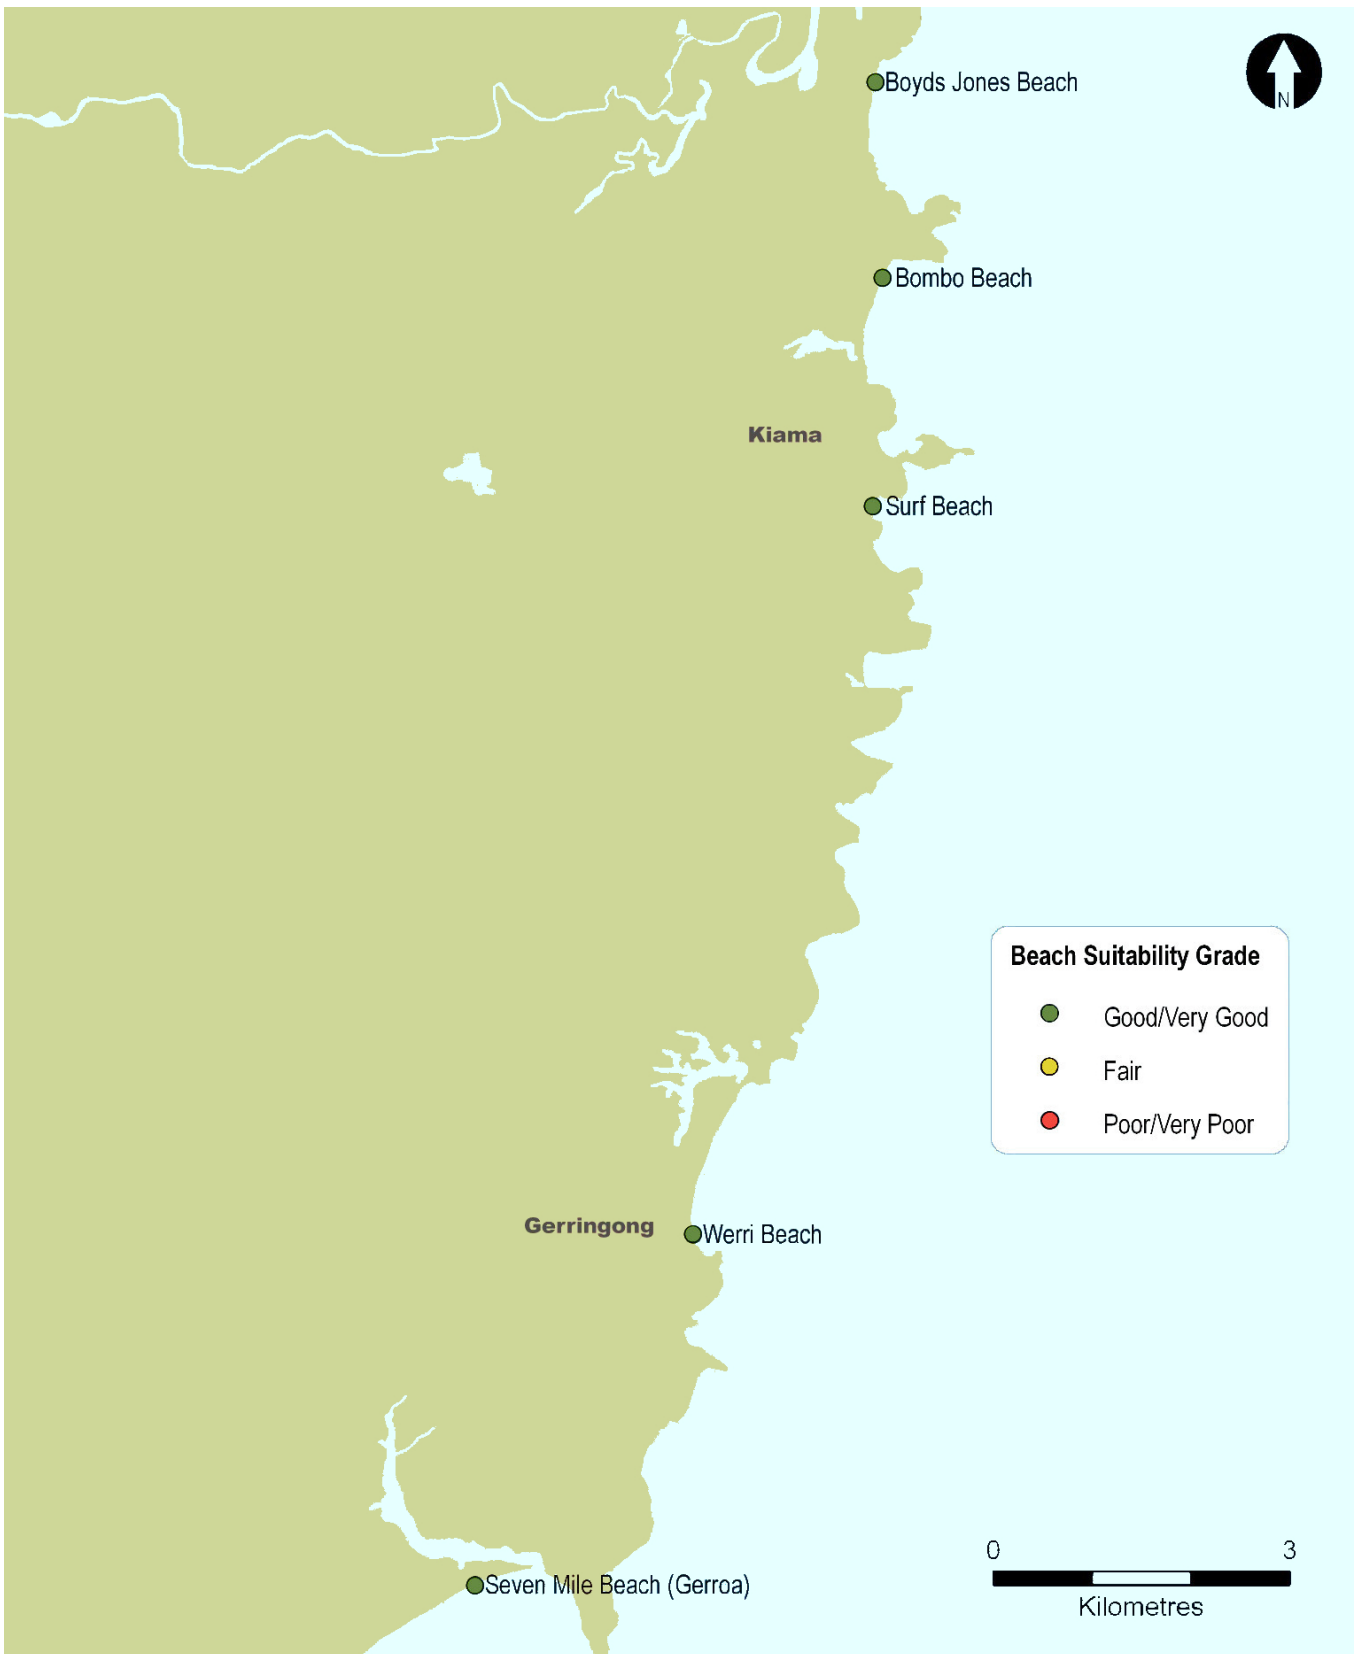 N
Boyds Jones Beach
Bombo Beach
Kiama
Surf Beach
Beach Suitability Grade
Good/Very Good
Fair
Poor/Very Poor
Gerringong
Werri Beach
Seven Mile Beach (Gerroa)
0 3
Kilometres